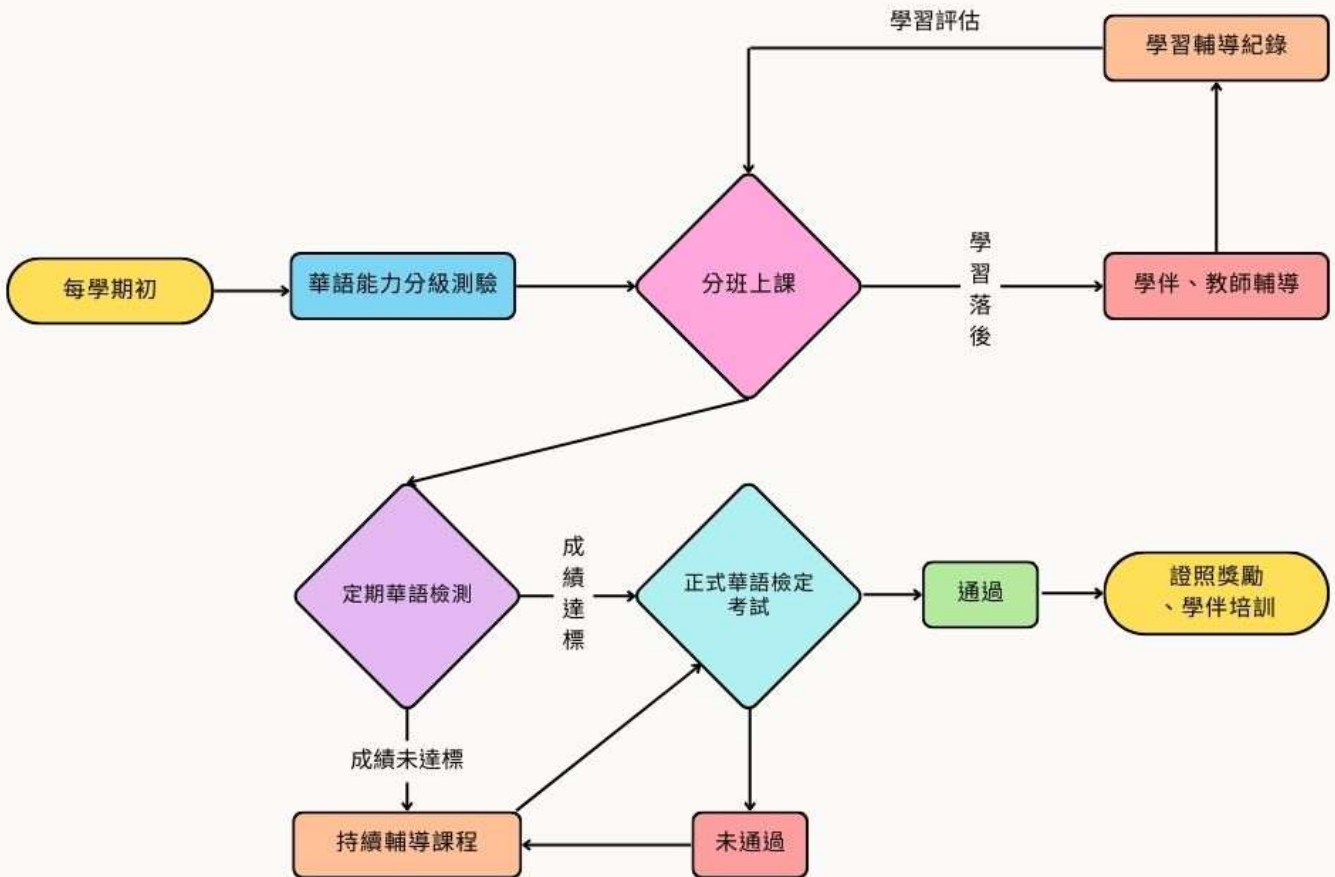 學習評估
學習輔導紀錄
每學期初
華語能力分級測驗
分班上課
學習落後
學伴、教師輔導
定期華語檢測
成績達標
正式華語檢定
考試
通過
證照獎勵
、學伴培訓
成績未達標
持續輔導課程
未通過